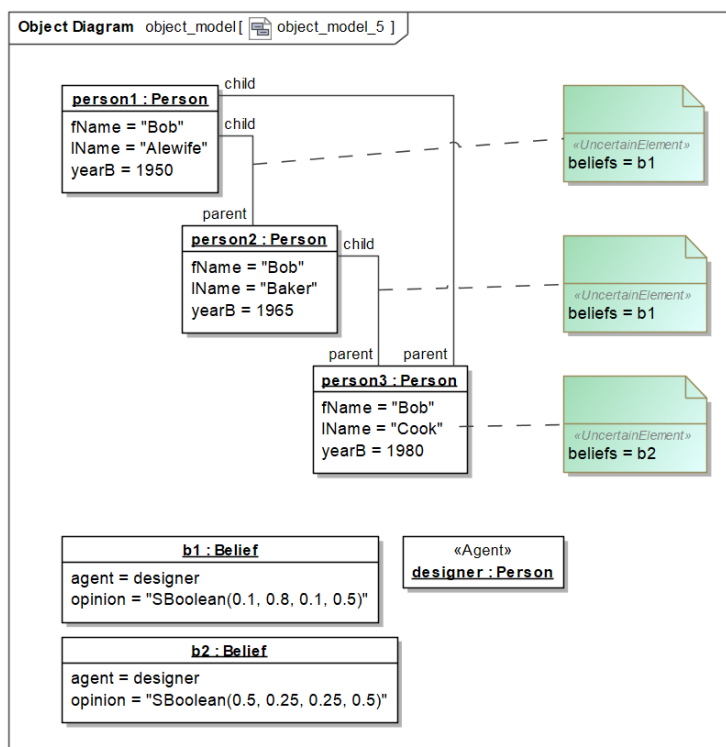 Object Diagram object_model[ object_model_5 ]
child
person1 : Person
fName = "Bob"
lName = "Alewife"
yearB = 1950
child
«UncertainElement»
beliefs = b1
parent
person2 : Person
fName = "Bob"
lName = "Baker"
yearB = 1965
child
«UncertainElement»
beliefs = b1
parent
parent
person3 : Person
fName = "Bob"
lName = "Cook"
yearB = 1980
«UncertainElement»
beliefs = b2
b1 : Belief
agent = designer
opinion = "SBoolean(0.1, 0.8, 0.1, 0.5)"
«Agent»
designer : Person
b2 : Belief
agent = designer
opinion = "SBoolean(0.5, 0.25, 0.25, 0.5)"